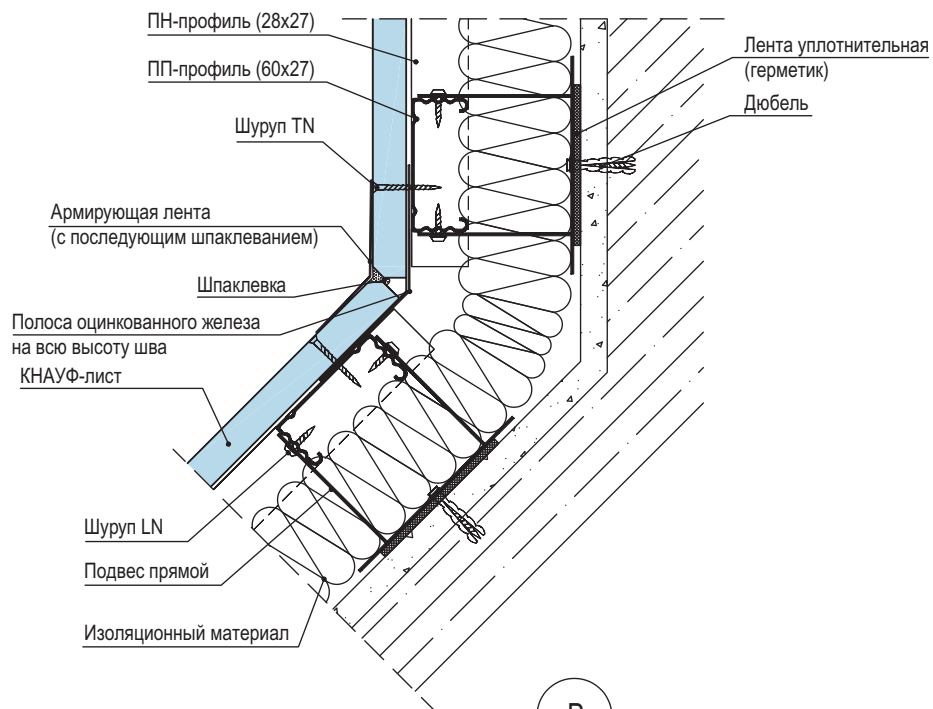 ПН-профиль (28x27)
ПП-профиль (60x27)
Шуруп TN
Армирующая лента
(с последующим шпаклеванием)
Шпаклевка
Полоса оцинкованного железа
на всю высоту шва
КНАУФ-лист
Шуруп LN
Подвес прямой
Изоляционный материал
Лента уплотнительная
(герметик)
Дюбель